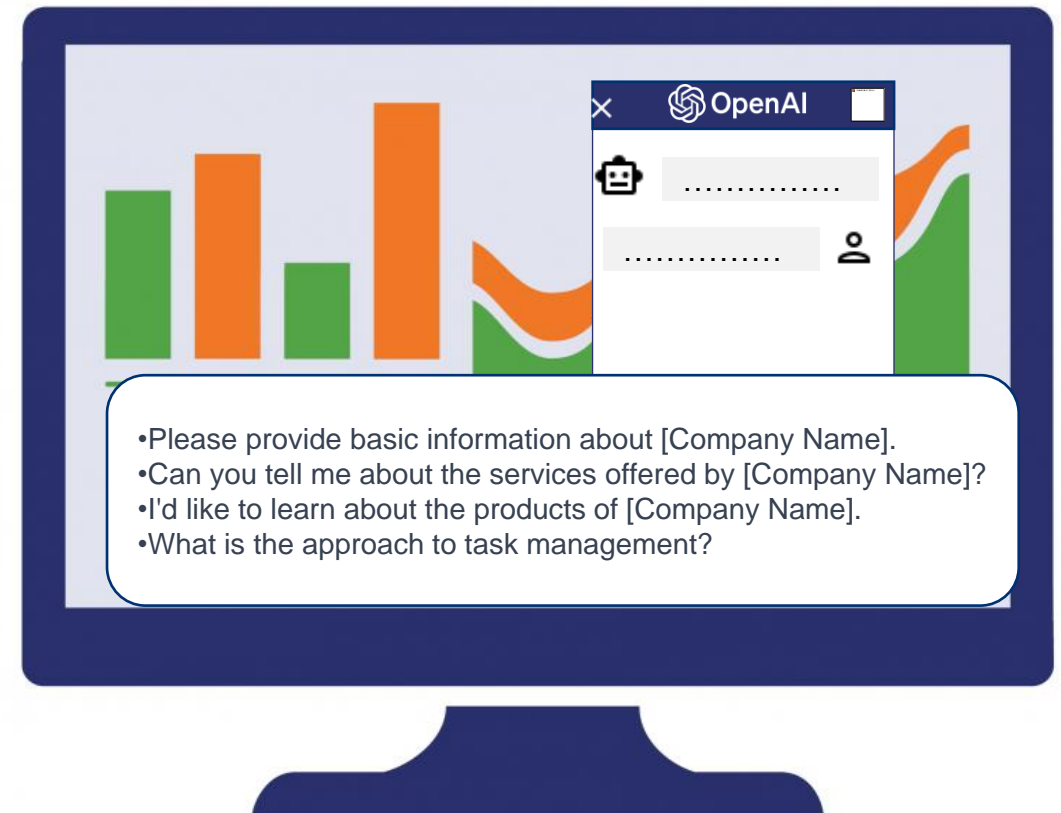 OpenAI
...............
...............
•Please provide basic information about [Company Name].
•Can you tell me about the services offered by [Company Name]?
•I'd like to learn about the products of [Company Name].
•What is the approach to task management?